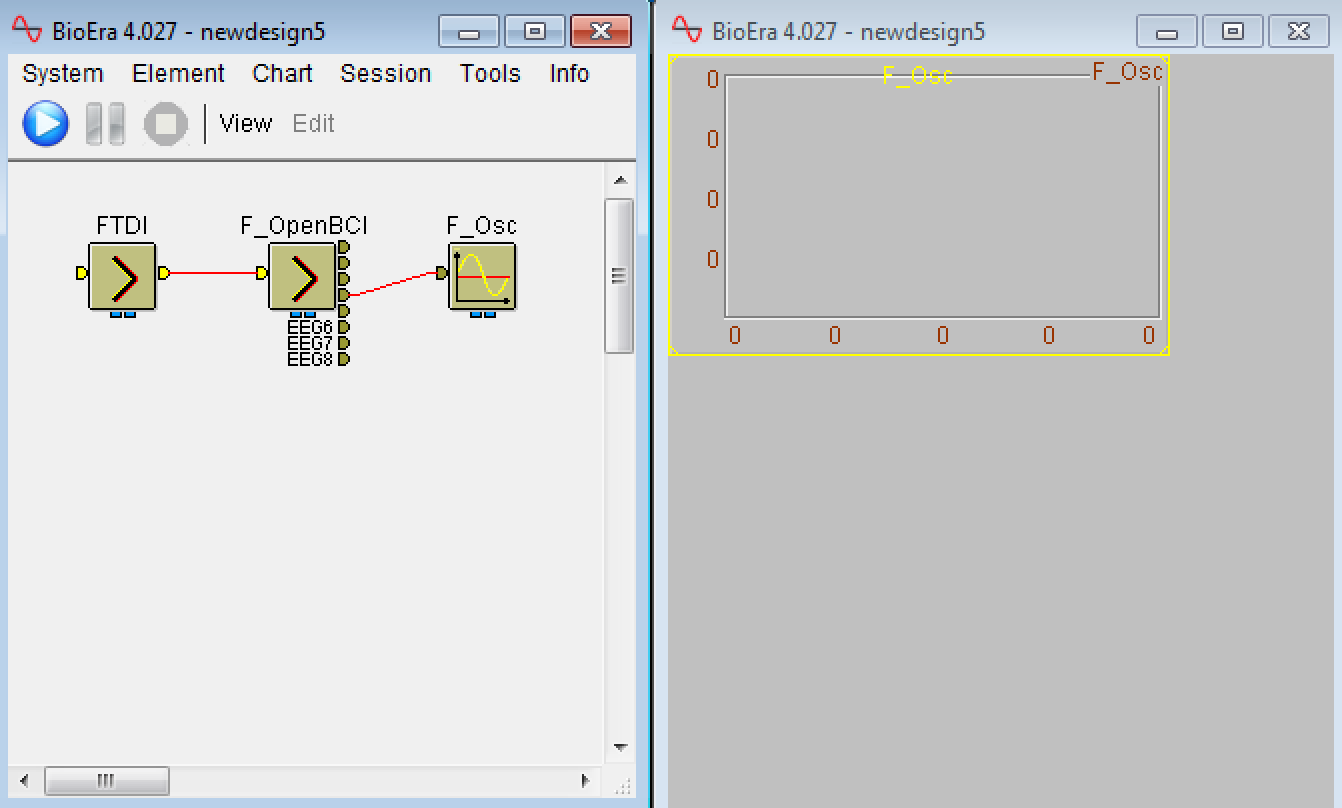 BioEra 4.027 - newdesign5
System Element Chart Session Tools Info
View Edit
FTDI F_OpenBCI F_Osc
EEG6
EEG7
EEG8
BioEra 4.027 - newdesign5
F_Osc F_Osc
0
0
0
0
0 0 0 0 0